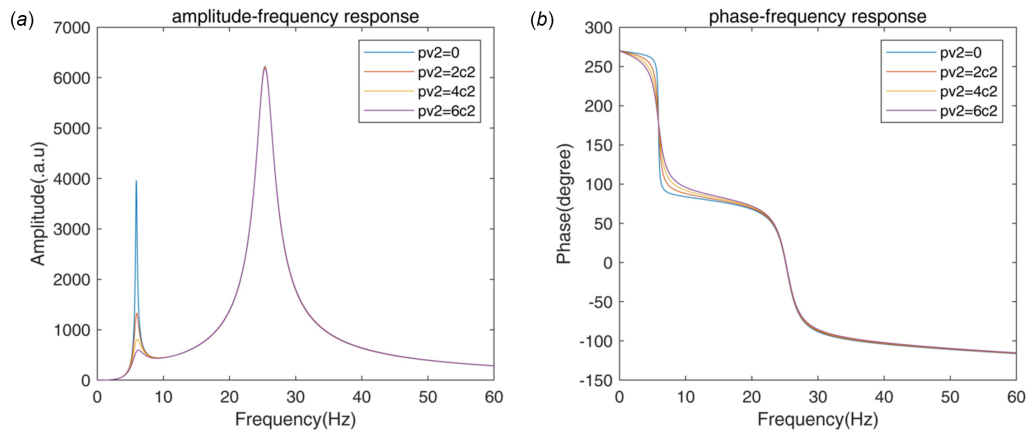 (a)
amplitude-frequency response
7000
6000
5000
4000
3000
2000
1000
0
Amplitude(.a.u)
pv2=0
pv2=2c2
pv2=4c2
pv2=6c2
0 10 20 30 40 50 60
Frequency(Hz)
(b)
phase-frequency response
300
250
200
150
100
50
0
-50
-100
-150
Phase(degree)
pv2=0
pv2=2c2
pv2=4c2
pv2=6c2
0 10 20 30 40 50 60
Frequency(Hz)